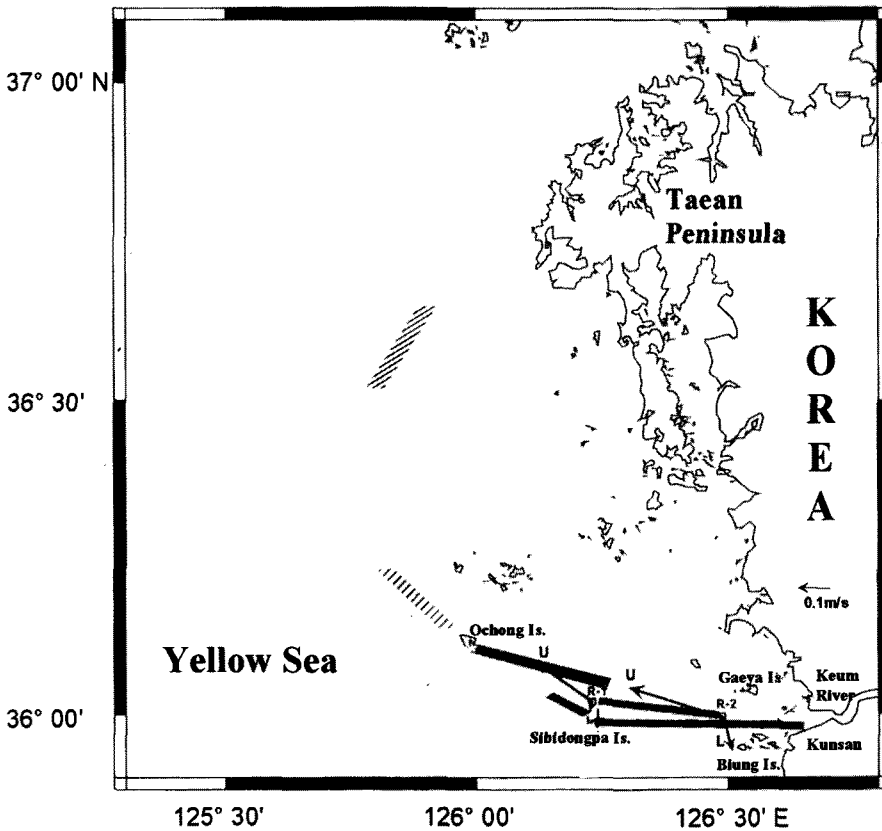 37° 00' N
Taean
Peninsula
K
O
R
E
A
36° 30'
0.1m/s
Ochong Is.
U
U
Yellow Sea
Gaeya Is
Keum
River
R-1
R-2
36° 00'
Sibidongpa Is.
L
L
Kunsan
Biung Is.
125° 30'
126° 00'
126° 30' E